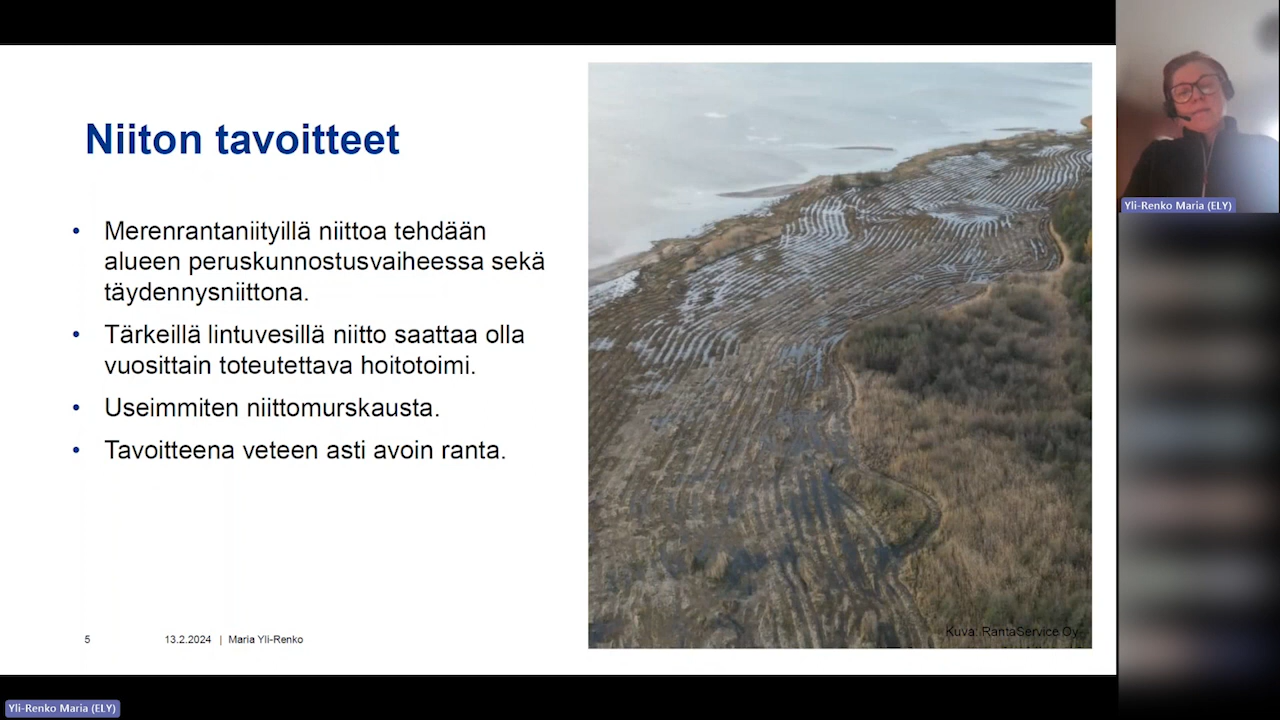 Niiton tavoitteet
• Merenrantaniityillä niittoa tehdään
alueen peruskunnostusvaiheessa sekä
täydennysniittona.
• Tärkeillä lintuvesillä niitto saattaa olla
vuosittain toteutettava hoitotoimi.
• Useimmiten niittomurskausta.
• Tavoitteena veteen asti avoin ranta.
Kuva: RantaService Oy
5 13.2.2024 | Maria Yli-Renko
Yli-Renko Maria (ELY)
Yli-Renko Maria (ELY)